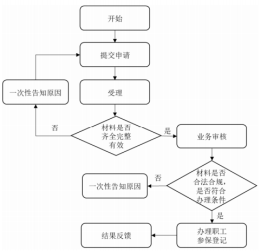 开始
提交申请
一次性告知原因
受理
否
材料是否
齐全完整
有效
是
业务审核
一次性告知原因
否
材料是否
合法合规，
是否符合
办理条件
是
结果反馈
办理职工
参保登记